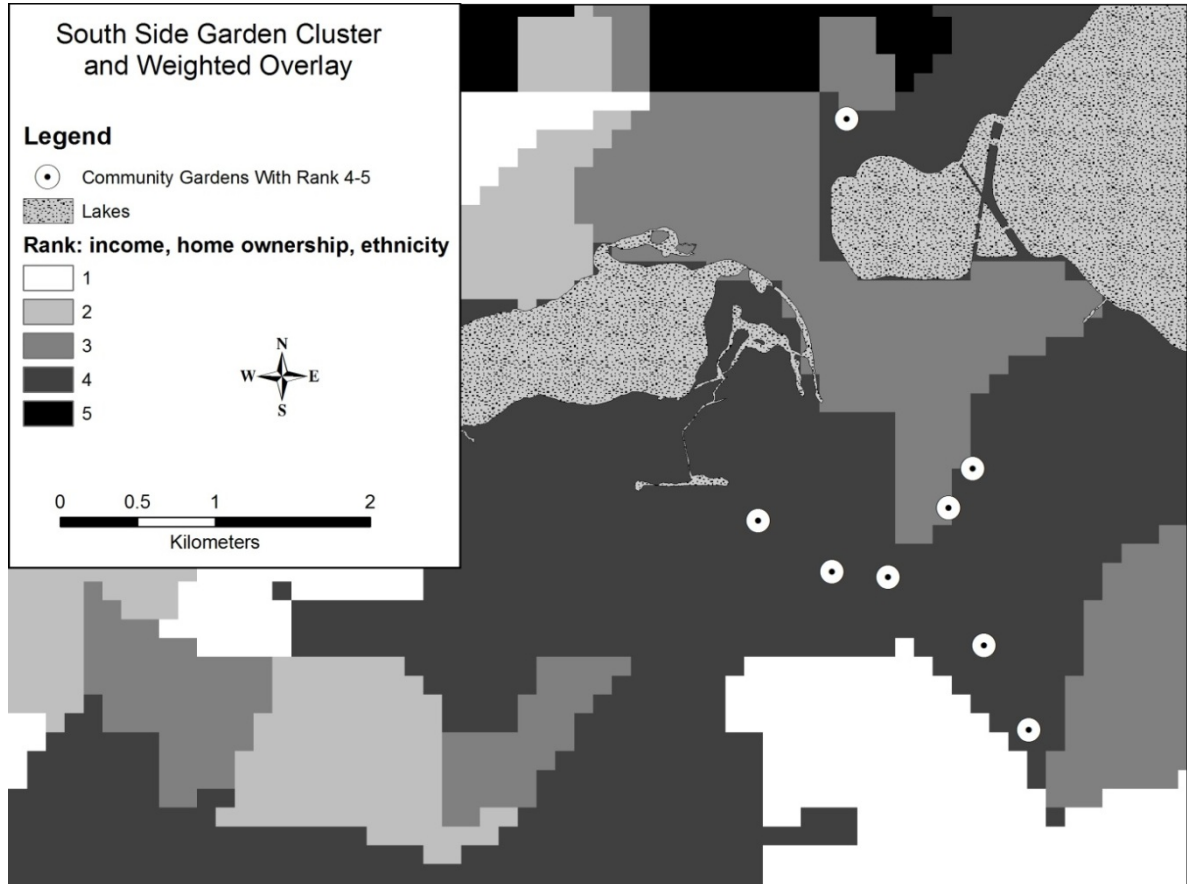 South Side Garden Cluster
and Weighted Overlay
Legend
Community Gardens With Rank 4-5
Lakes
Rank: income, home ownership, ethnicity
1
2
3
4
5
N
W E
S
0 0.5 1 2
Kilometers